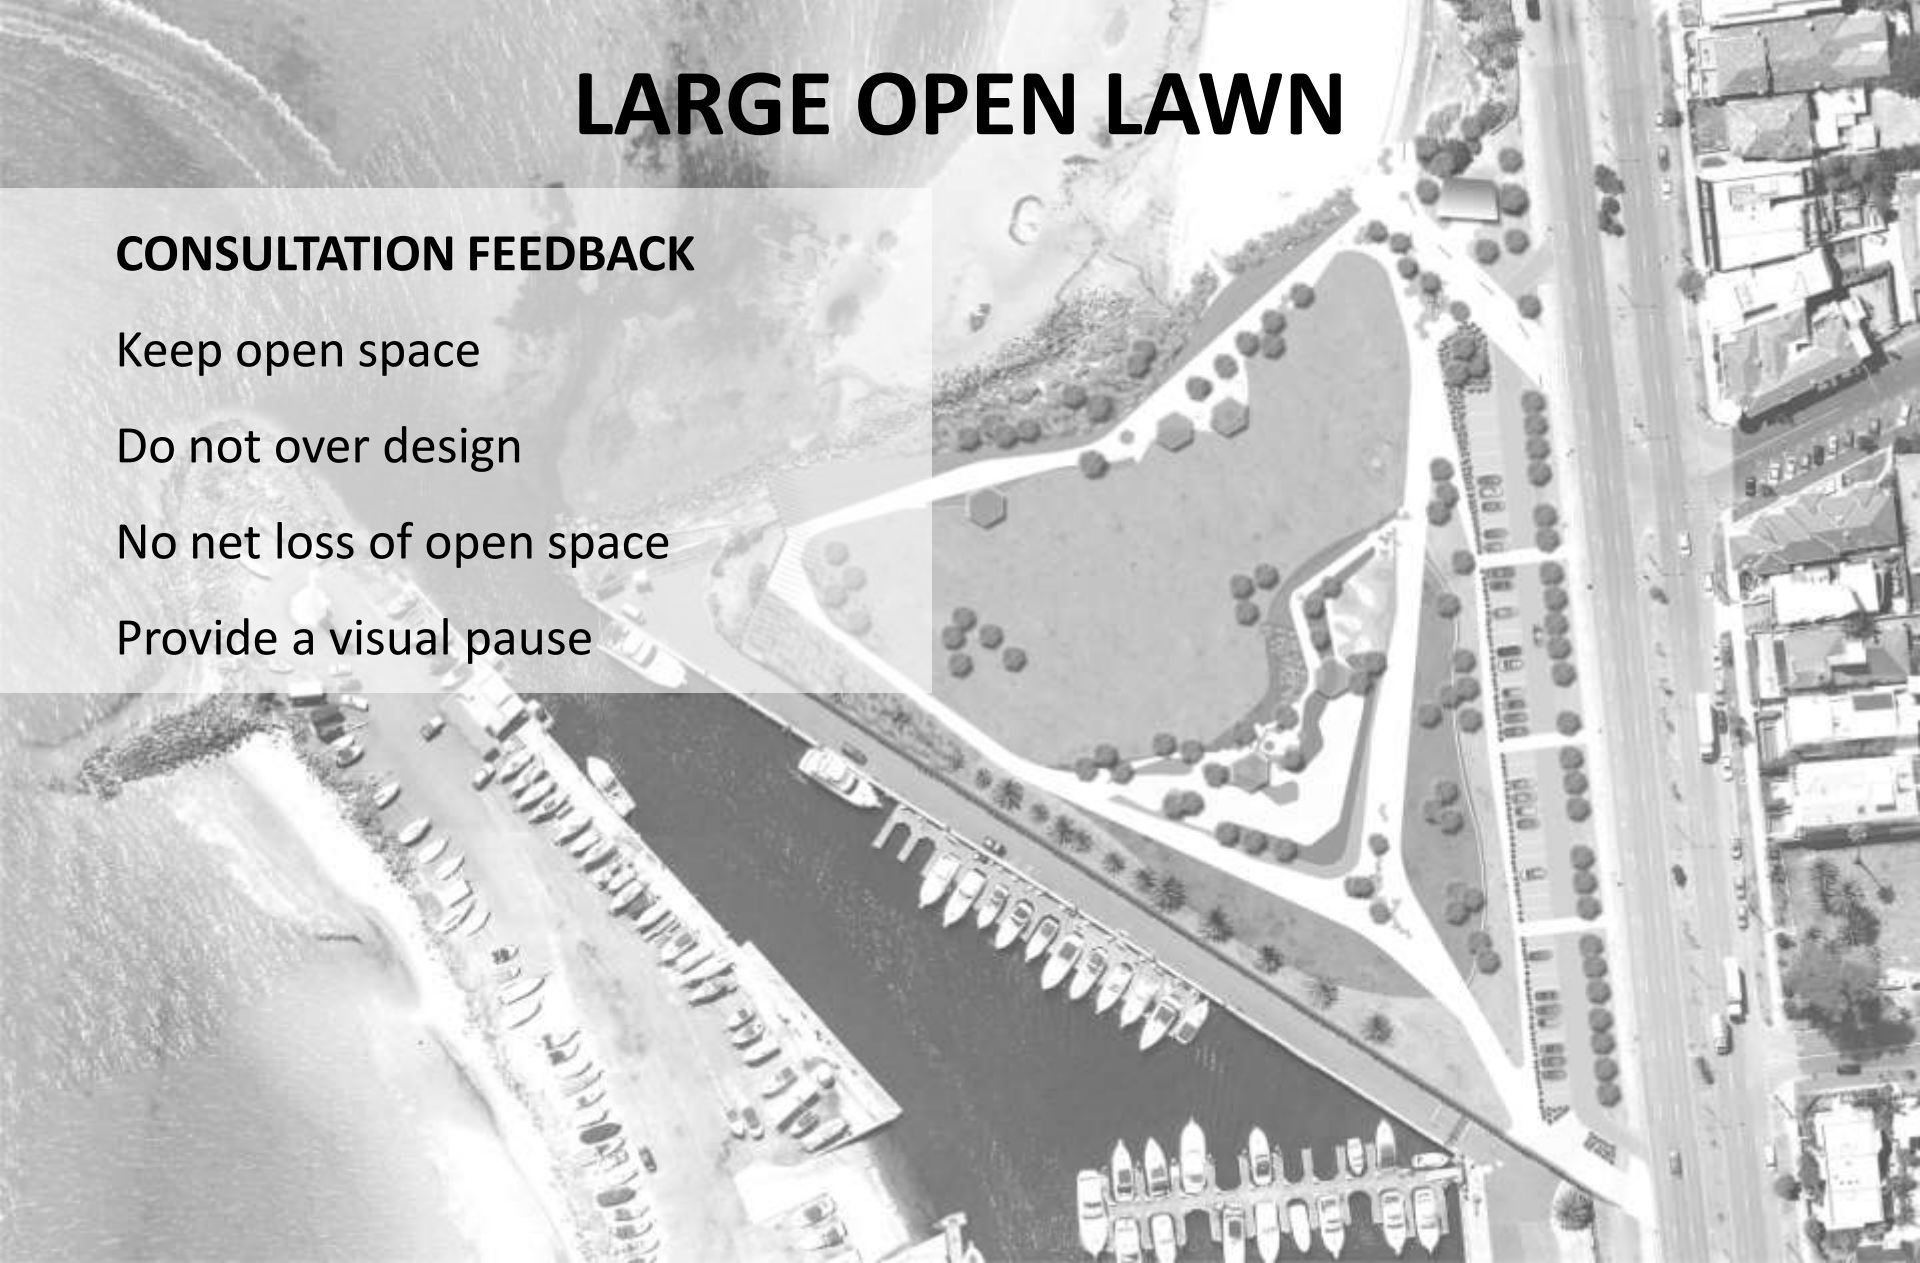 LARGE OPEN LAWN
CONSULTATION FEEDBACK
Keep open space
Do not over design
No net loss of open space
Provide a visual pause